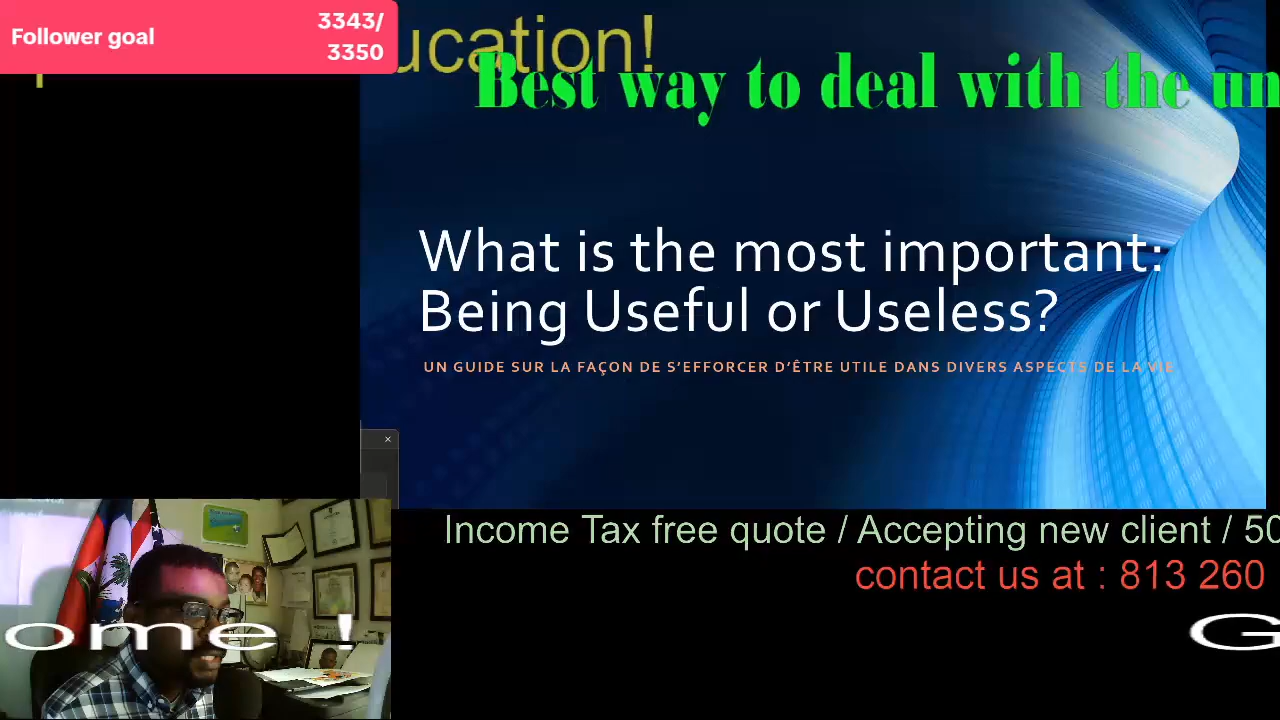 Follower goal
3343/
3350
ucation!
Best way to deal with the un
What is the most important:
Being Useful or Useless?
UN GUIDE SUR LA FAÇON DE S'EFFORCER D'ÊTRE UTILE DANS DIVERS ASPECTS DE LA VIE
Income Tax free quote / Accepting new client / 50
contact us at : 813 260
ome !
G